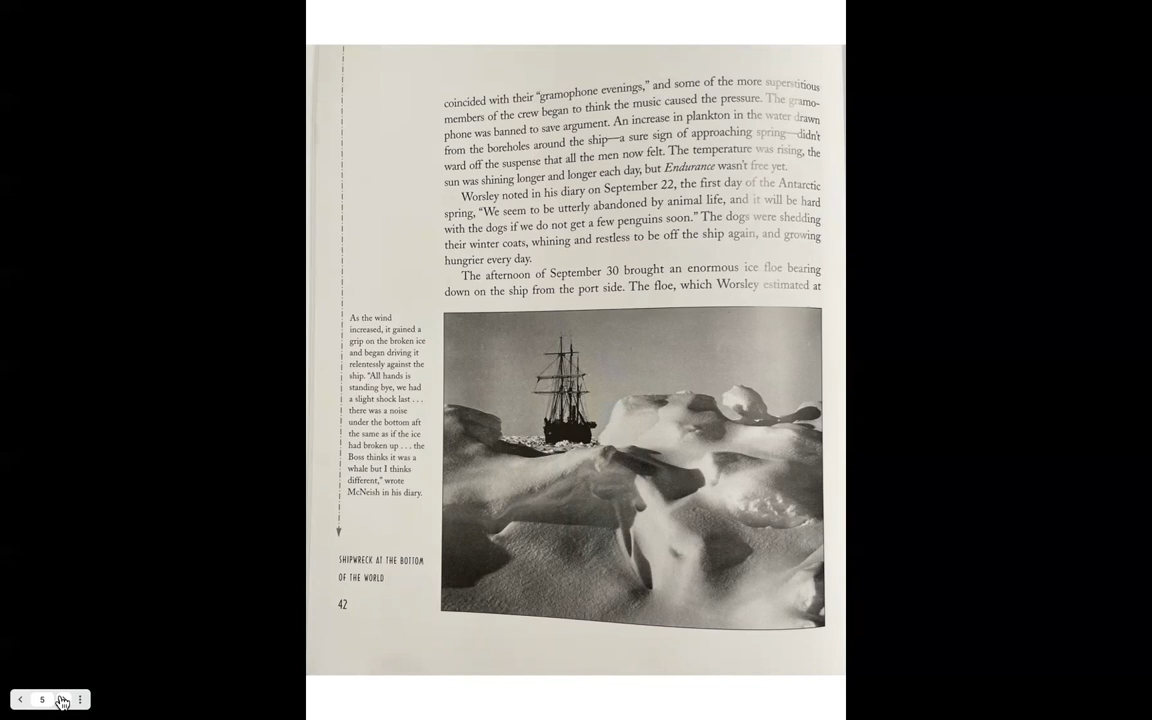 coincided with their “gramophone evenings,” and some of the more superstitious
members of the crew began to think the music caused the pressure. The gramo-
phone was banned to save argument. An increase in plankton in the water drawn
from the boreholes around the ship—a sure sign of approaching spring—didn’t
ward off the suspense that all the men now felt. The temperature was rising, the
sun was shining longer and longer each day, but Endurance wasn’t free yet.
Worsley noted in his diary on September 22, the first day of the Antarctic
spring, “We seem to be utterly abandoned by animal life, and it will be hard
with the dogs if we do not get a few penguins soon.” The dogs were shedding
their winter coats, whining and restless to be off the ship again, and growing
hungrier every day.
The afternoon of September 30 brought an enormous ice floe bearing
down on the ship from the port side. The floe, which Worsley estimated at
As the wind
increased, it gained a
grip on the broken ice
and began driving it
relentlessly against the
ship. “All hands is
standing bye, we had
a slight shock last . . .
there was a noise
under the bottom aft
the same as if the ice
had broken up . . . the
Boss thinks it was a
whale but I thinks
different,” wrote
McNeish in his diary.
SHIPWRECK AT THE BOTTOM
OF THE WORLD
42
5